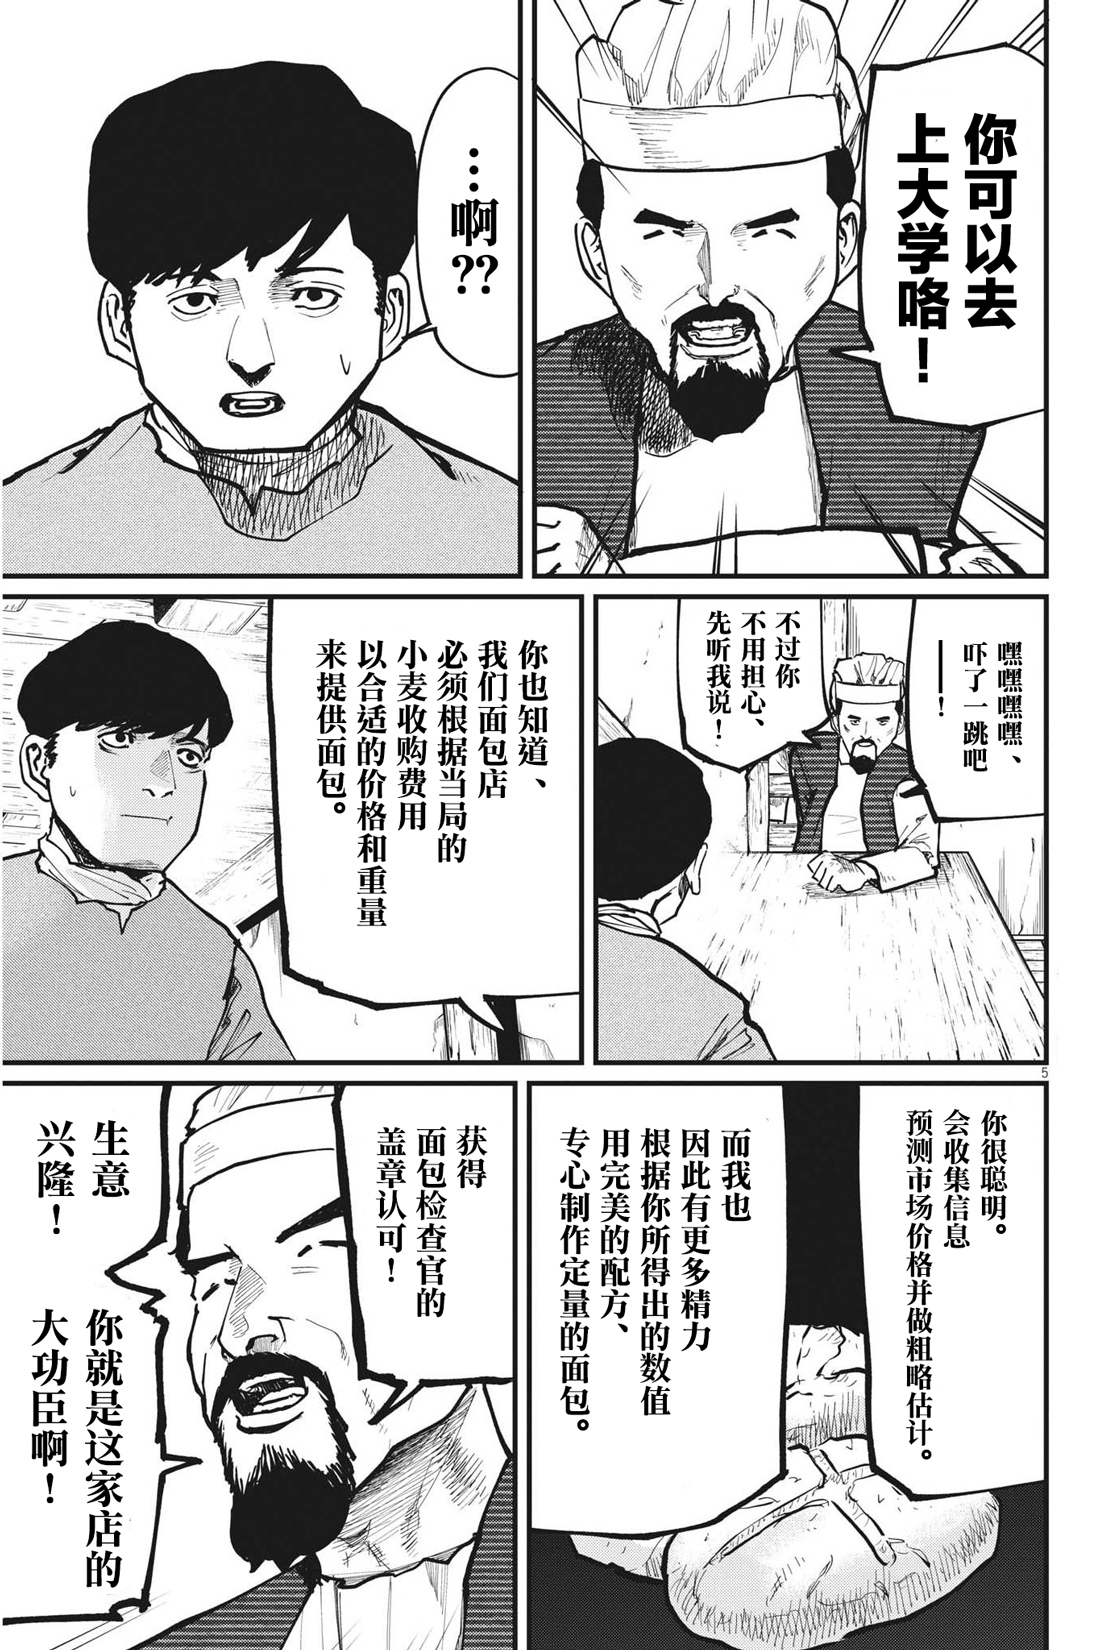 你可以去
上大学咯！
…啊??
嘿嘿嘿嘿、
吓了一跳吧
——！
不过你
不用担心、
先听我说！
你也知道、
我们面包店
必须根据当局的
小麦收购费用
以合适的价格和重量
来提供面包。
5
你很聪明。
会收集信息
预测市场价格并做粗略估计。
而我也
因此有更多精力
根据你所得出的数值
用完美的配方、
专心制作定量的面包。
获得
面包检查官的
盖章认可！
生意
兴隆！
你就是这家店的
大功臣啊！